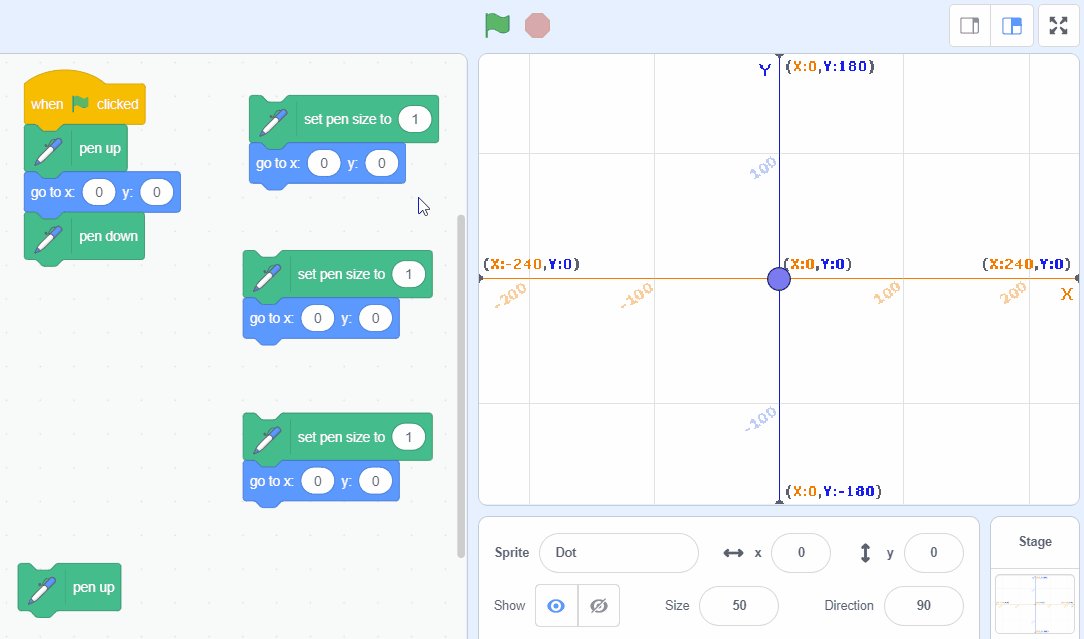 when clicked
pen up
go to x: 0 y: 0
pen down
set pen size to 1
go to x: 0 y: 0
set pen size to 1
go to x: 0 y: 0
set pen size to 1
go to x: 0 y: 0
pen up
Y (X:0,Y:180)
100
(X:-240,Y:0) (X:0,Y:0) (X:240,Y:0)
-200 -100 100 200 X
-100
(X:0,Y:-180)
Sprite Dot x 0 y 0
Show Size 50 Direction 90
Stage